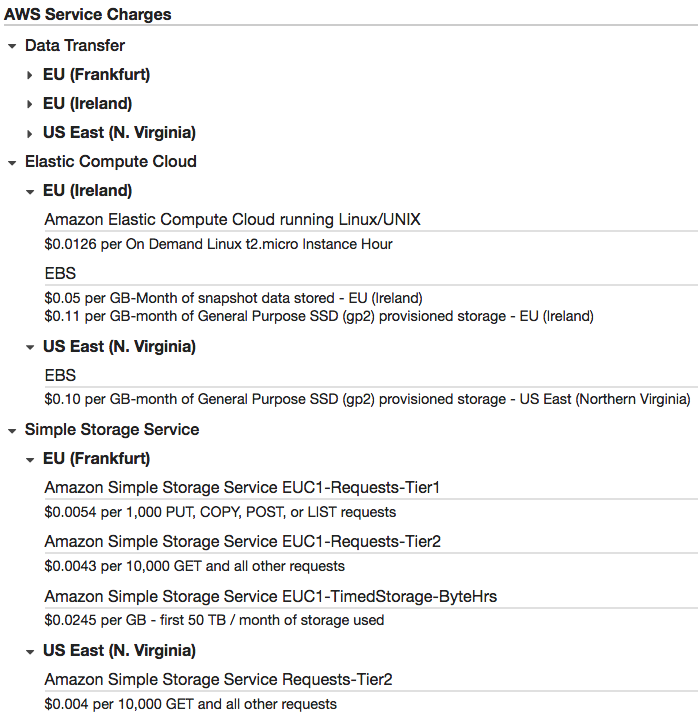 AWS Service Charges
Data Transfer
EU (Frankfurt)
EU (Ireland)
US East (N. Virginia)
Elastic Compute Cloud
EU (Ireland)
Amazon Elastic Compute Cloud running Linux/UNIX
$0.0126 per On Demand Linux t2.micro Instance Hour
EBS
$0.05 per GB-Month of snapshot data stored - EU (Ireland)
$0.11 per GB-month of General Purpose SSD (gp2) provisioned storage - EU (Ireland)
US East (N. Virginia)
EBS
$0.10 per GB-month of General Purpose SSD (gp2) provisioned storage - US East (Northern Virginia)
Simple Storage Service
EU (Frankfurt)
Amazon Simple Storage Service EUC1-Requests-Tier1
$0.0054 per 1,000 PUT, COPY, POST, or LIST requests
Amazon Simple Storage Service EUC1-Requests-Tier2
$0.0043 per 10,000 GET and all other requests
Amazon Simple Storage Service EUC1-TimedStorage-ByteHrs
$0.0245 per GB - first 50 TB / month of storage used
US East (N. Virginia)
Amazon Simple Storage Service Requests-Tier2
$0.004 per 10,000 GET and all other requests